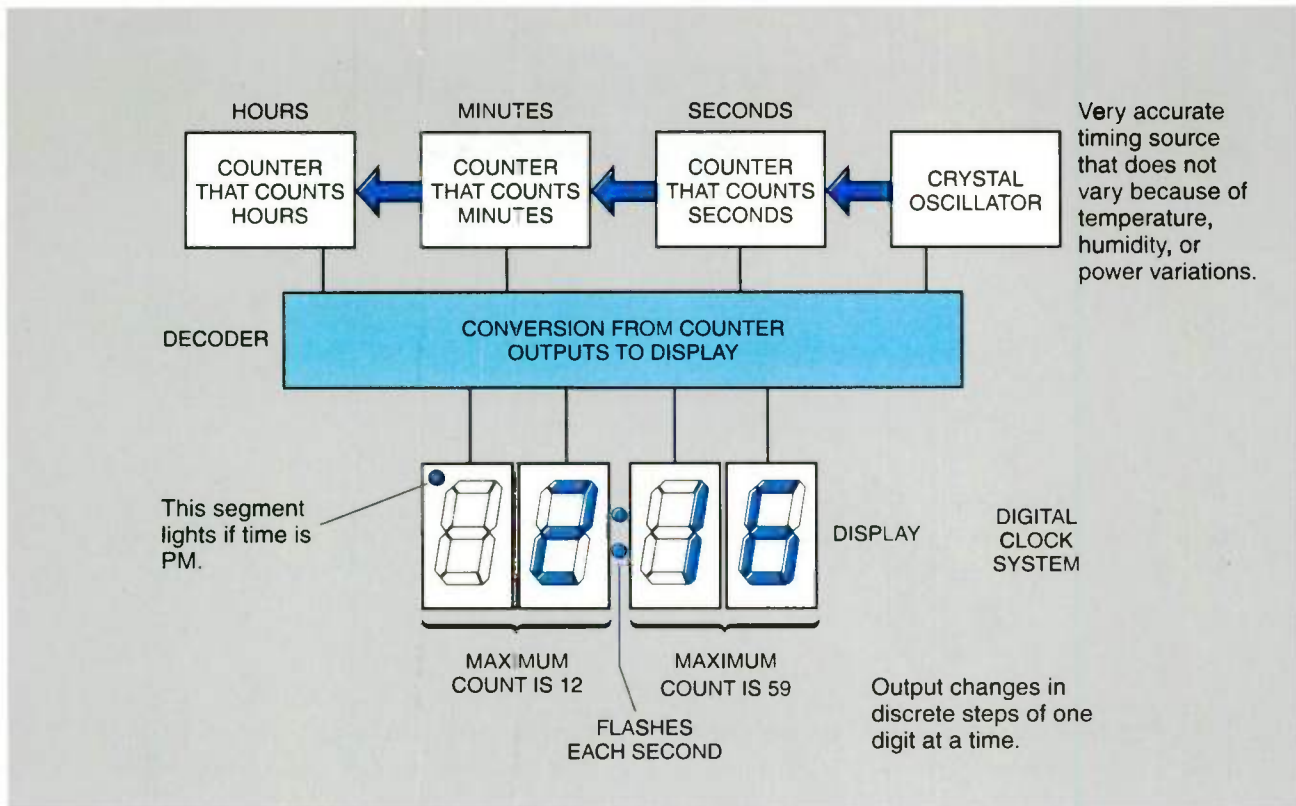 HOURS
MINUTES
SECONDS
COUNTER
THAT COUNTS
HOURS
COUNTER
THAT COUNTS
MINUTES
COUNTER
THAT COUNTS
SECONDS
CRYSTAL
OSCILLATOR
Very accurate
timing source
that does not
vary because of
temperature,
humidity, or
power variations.
DECODER
CONVERSION FROM COUNTER
OUTPUTS TO DISPLAY
This segment
lights if time is
PM.
2:16
DISPLAY
DIGITAL
CLOCK
SYSTEM
MAXIMUM
COUNT IS 12
MAXIMUM
COUNT IS 59
FLASHES
EACH SECOND
Output changes in
discrete steps of one
digit at a time.